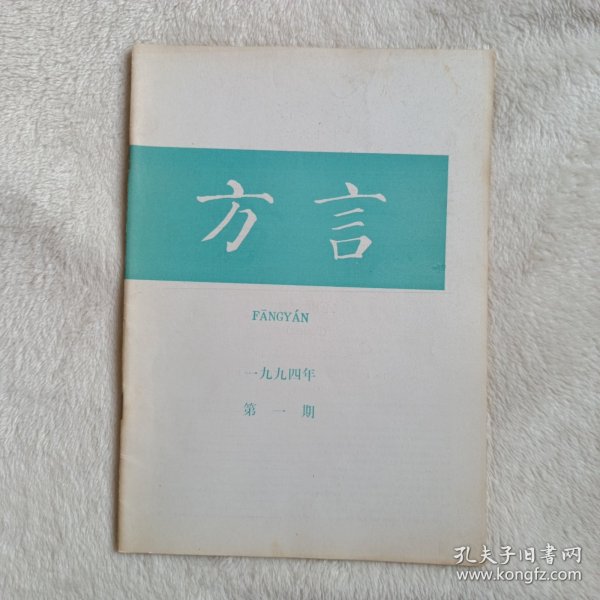 方言
FĀNGYÁN
一九九四年
第一期
孔夫子旧书网
www.kongfz.com